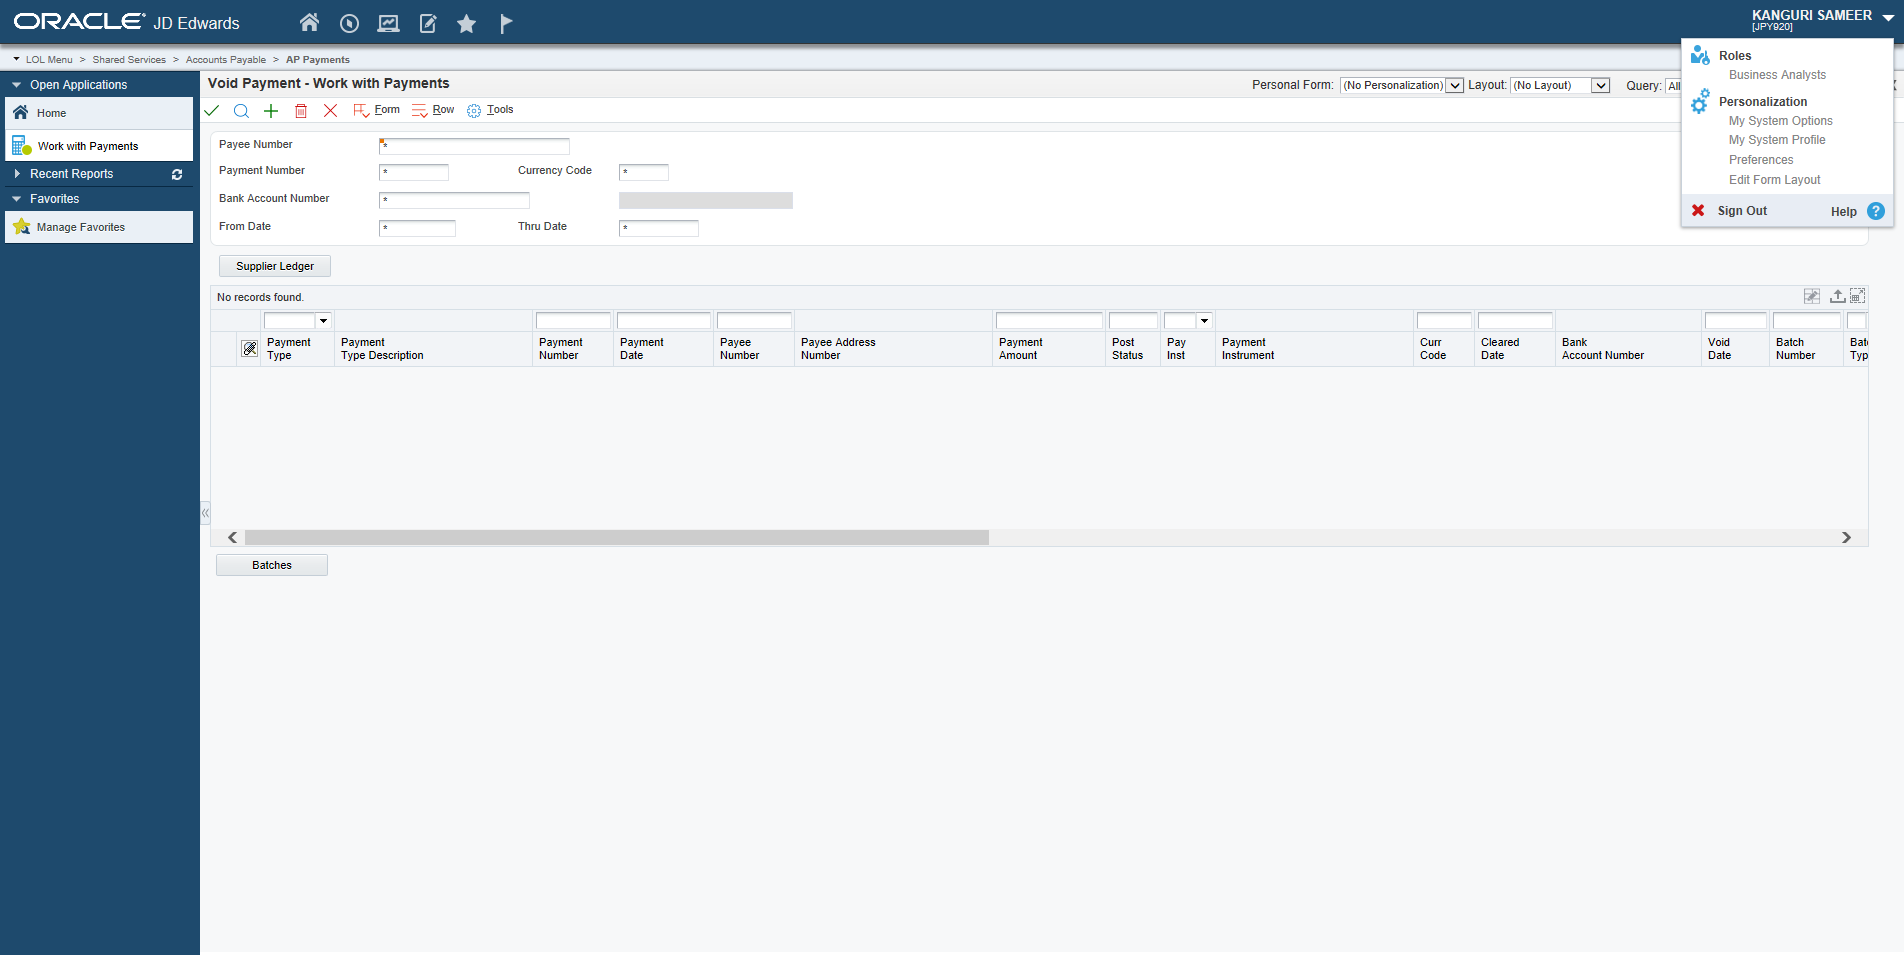 ORACLE JD Edwards
KANGURI SAMEER
[JPY920]
LOL Menu > Shared Services > Accounts Payable > AP Payments
Roles
Business Analysts
Personalization
My System Options
My System Profile
Preferences
Edit Form Layout
Sign Out Help ?
Open Applications
Home
Work with Payments
Recent Reports
Favorites
Manage Favorites
Void Payment - Work with Payments
Personal Form: (No Personalization) Layout: (No Layout) Query: All
Form Row Tools
Payee Number *
Payment Number * Currency Code *
Bank Account Number *
From Date * Thru Date *
Supplier Ledger
No records found.
Payment Type
Payment Type Description
Payment Number
Payment Date
Payee Number
Payee Address Number
Payment Amount
Post Status
Pay Inst
Payment Instrument
Curr Code
Cleared Date
Bank Account Number
Void Date
Batch Number
Batches